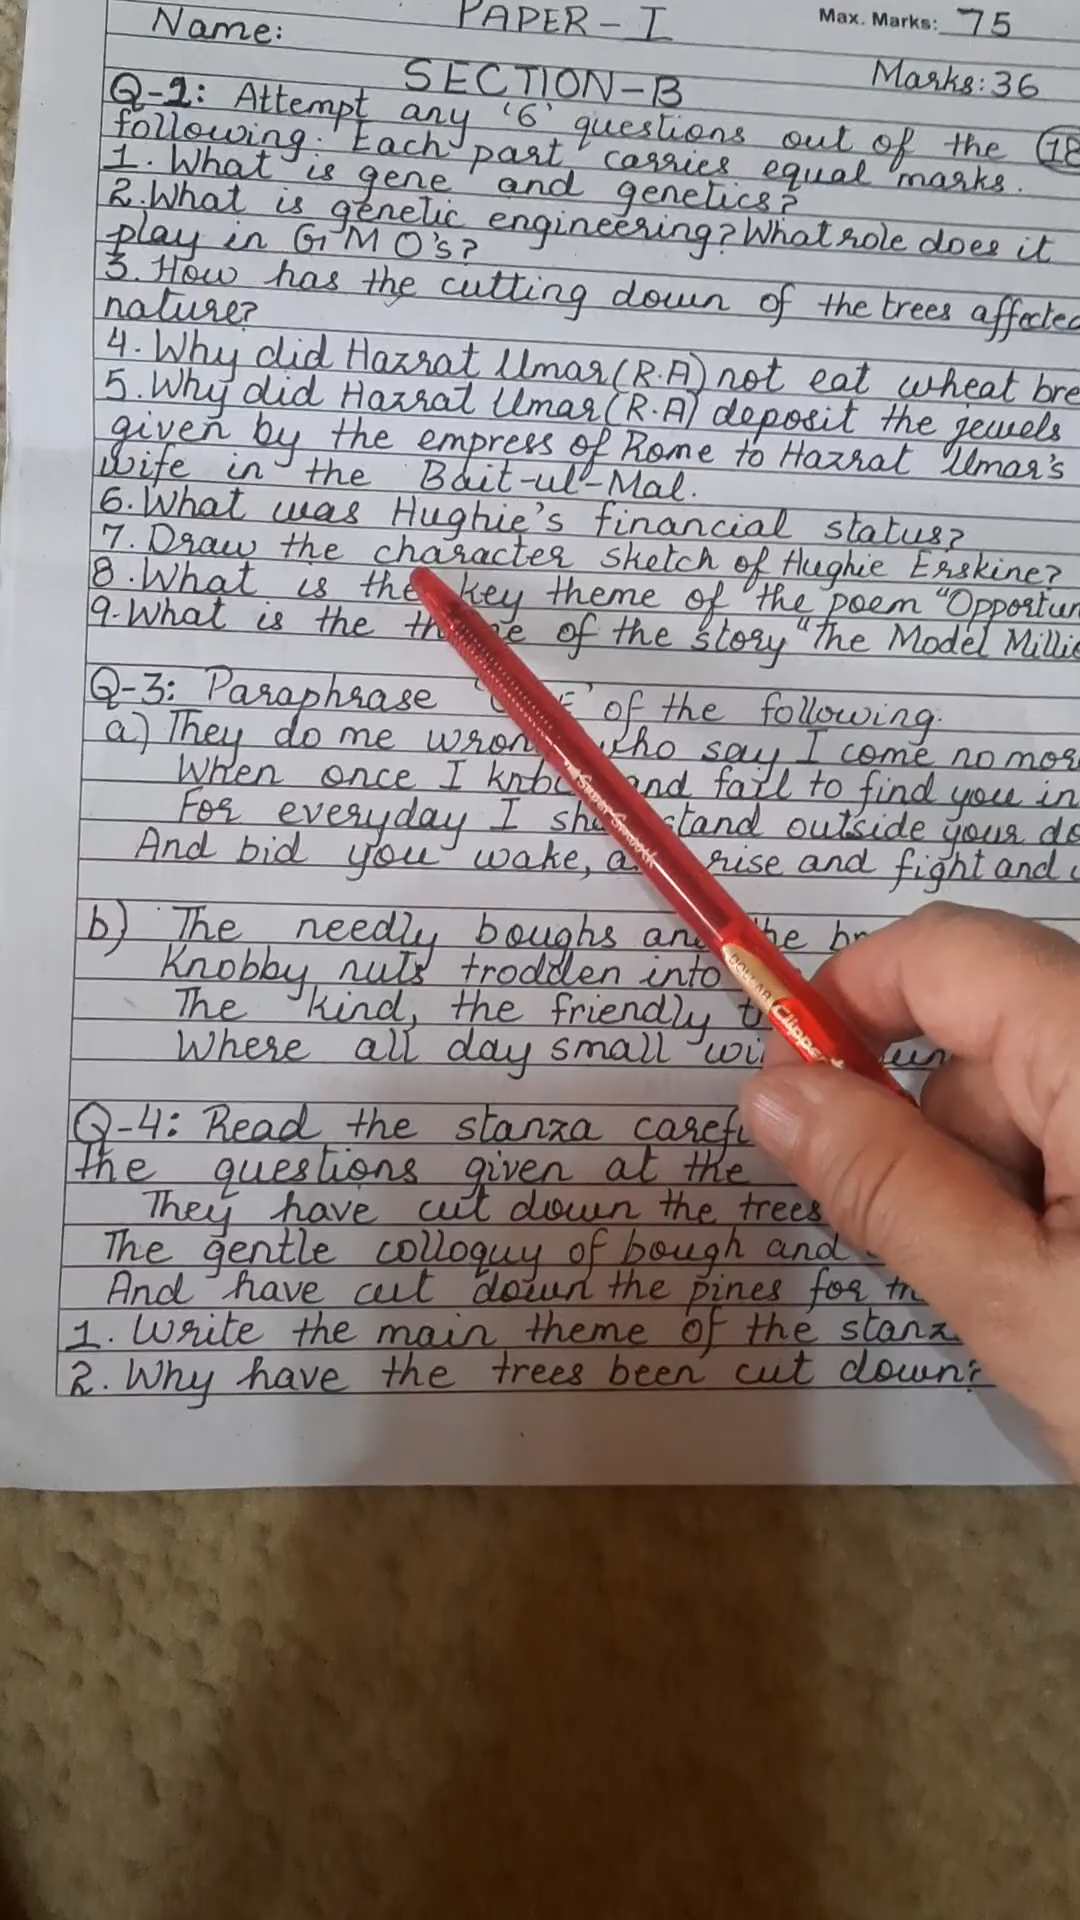 PAPER-I
Max. Marks: 75
Name:
SECTION-B
Marks:36
Q-2: Attempt any '6' questions out of the
following. Each part carries equal marks.
1. What is gene and genetics?
2.What is genetic engineering?What role does it
play in GMO's?
3. How has the cutting down of the trees affected
nature?
4. Why did Hazrat Umar(R.A) not eat wheat
5.Why did Hazrat Umar(R.A) deposit the jewels
given by the empress of Rome to Hazrat Umar's
wife in the Bait-ul-Mal.
6.What was Hughie's financial status?
7. Draw the character sketch of Hughie Erskine?
8.What is the key theme of the poem "Opportun
9.What is the of the story "The Model Millio
Q-3: Paraphrase of the following.
a) They do me wrong who say I come no more
When once I knock and fail to find you in
For everyday I stand outside your
And bid you wake, rise and fight and
b) The needly boughs and the
Knobby nuts trodden into
The kind, the friendly
Where all day small
Q-4: Read the stanza
the questions given at the
They have cut down the trees
The gentle colloquy of bough and
And have cut down the pines for
1. Write the main theme of the
2. Why have the trees been cut down?
Super Smooth
DOLLAR Clipper